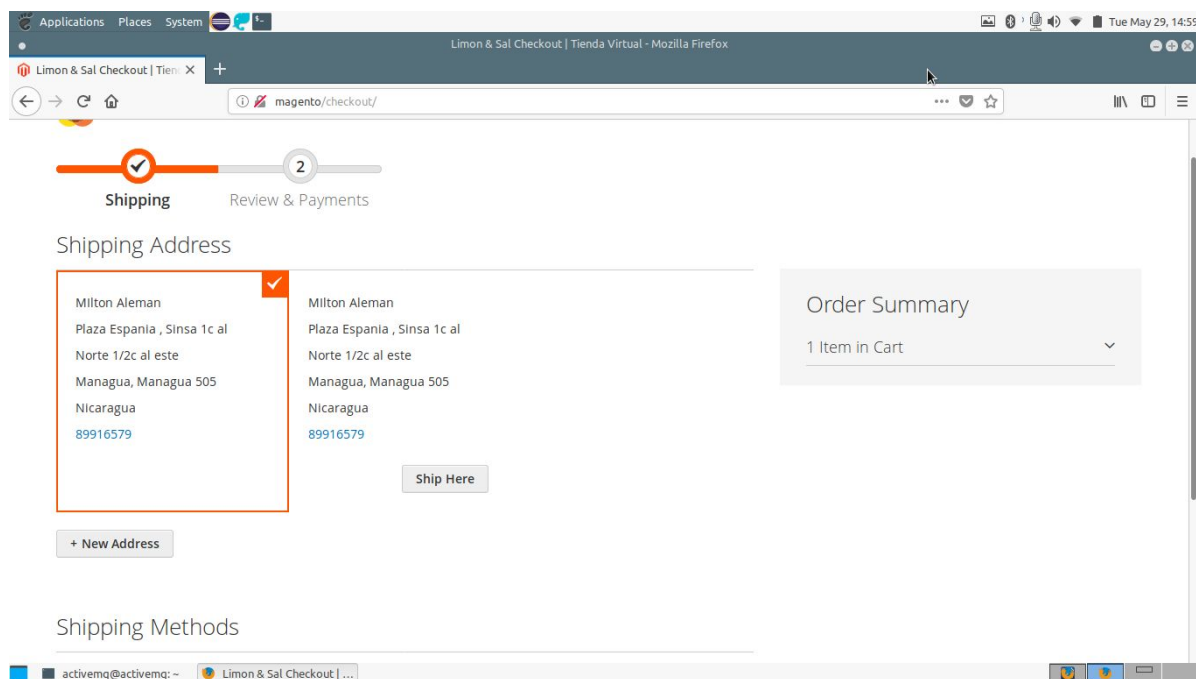 Applications Places System
Tue May 29, 14:59
Limon & Sal Checkout | Tienda Virtual - Mozilla Firefox
Limon & Sal Checkout | Tien
magento/checkout/
2
Shipping
Review & Payments
Shipping Address
MIlton Aleman
Plaza Espania , Sinsa 1c al
Norte 1/2c al este
Managua, Managua 505
Nicaragua
89916579
MIlton Aleman
Plaza Espania , Sinsa 1c al
Norte 1/2c al este
Managua, Managua 505
Nicaragua
89916579
Ship Here
+ New Address
Order Summary
1 Item in Cart
Shipping Methods
activemq@activemq: ~
Limon & Sal Checkout | ...